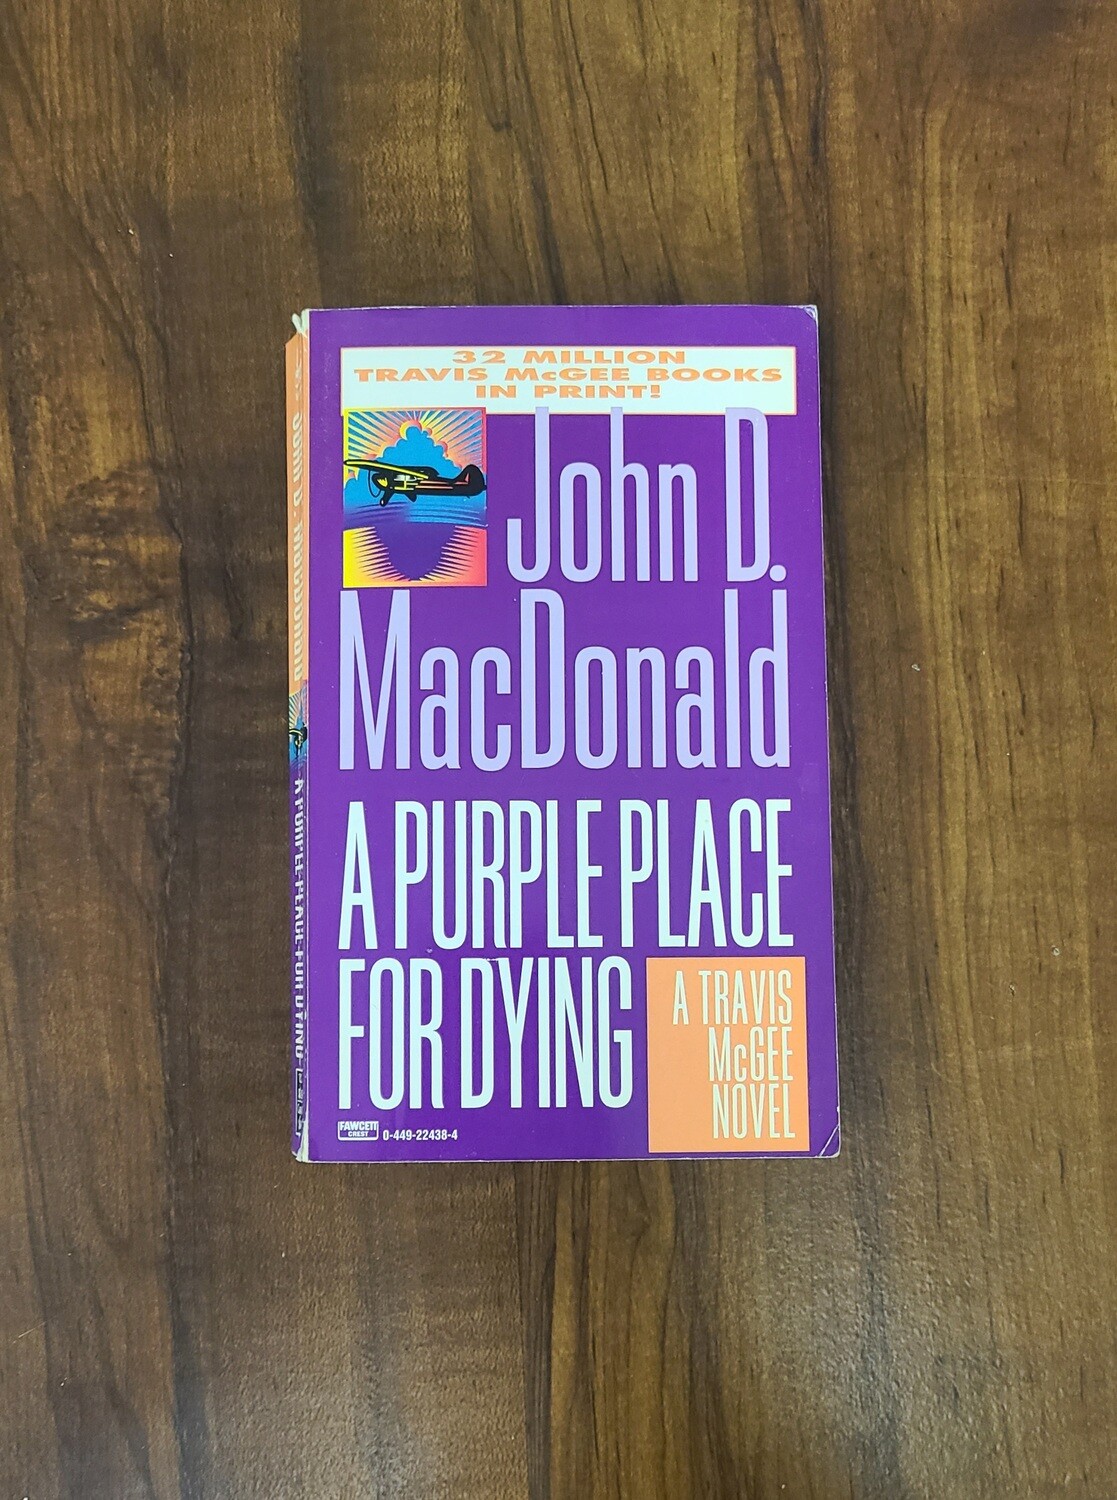 32 MILLION
TRAVIS McGEE BOOKS
IN PRINT!
John D.
MacDonald
A PURPLE PLACE
FOR DYING
A TRAVIS
McGEE
NOVEL
FAWCETT
CREST
0-449-22438-4
JOHN D. MACDONALD
A PURPLE PLACE FOR DYING